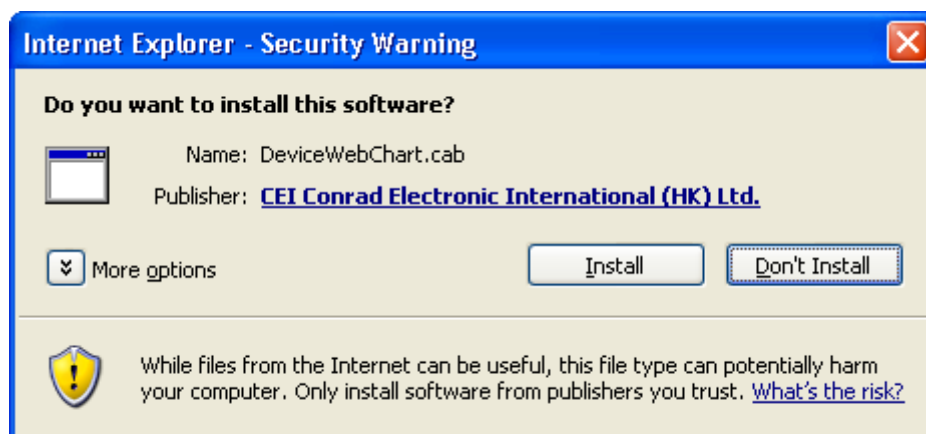 Internet Explorer - Security Warning
Do you want to install this software?
Name: DeviceWebChart.cab
Publisher: CEI Conrad Electronic International (HK) Ltd.
More options
Install
Don't Install
While files from the Internet can be useful, this file type can potentially harm
your computer. Only install software from publishers you trust. What's the risk?